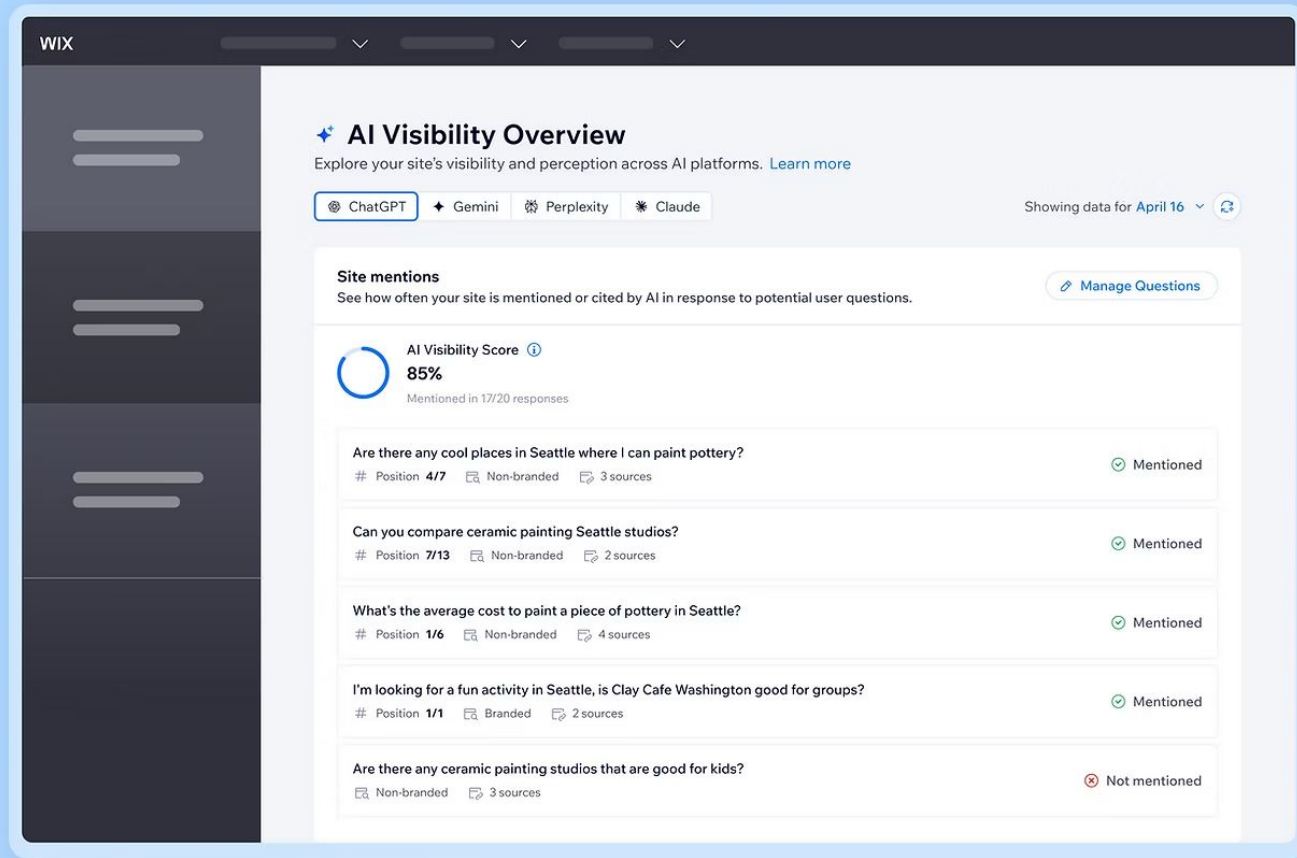 WIX
AI Visibility Overview
Explore your site's visibility and perception across AI platforms. Learn more
ChatGPT Gemini Perplexity Claude
Showing data for April 16
Site mentions
See how often your site is mentioned or cited by AI in response to potential user questions.
Manage Questions
AI Visibility Score
85%
Mentioned in 17/20 responses
Are there any cool places in Seattle where I can paint pottery?
# Position 4/7 Non-branded 3 sources
Mentioned
Can you compare ceramic painting Seattle studios?
# Position 7/13 Non-branded 2 sources
Mentioned
What's the average cost to paint a piece of pottery in Seattle?
# Position 1/6 Non-branded 4 sources
Mentioned
I'm looking for a fun activity in Seattle, is Clay Cafe Washington good for groups?
# Position 1/1 Branded 2 sources
Mentioned
Are there any ceramic painting studios that are good for kids?
Non-branded 3 sources
Not mentioned